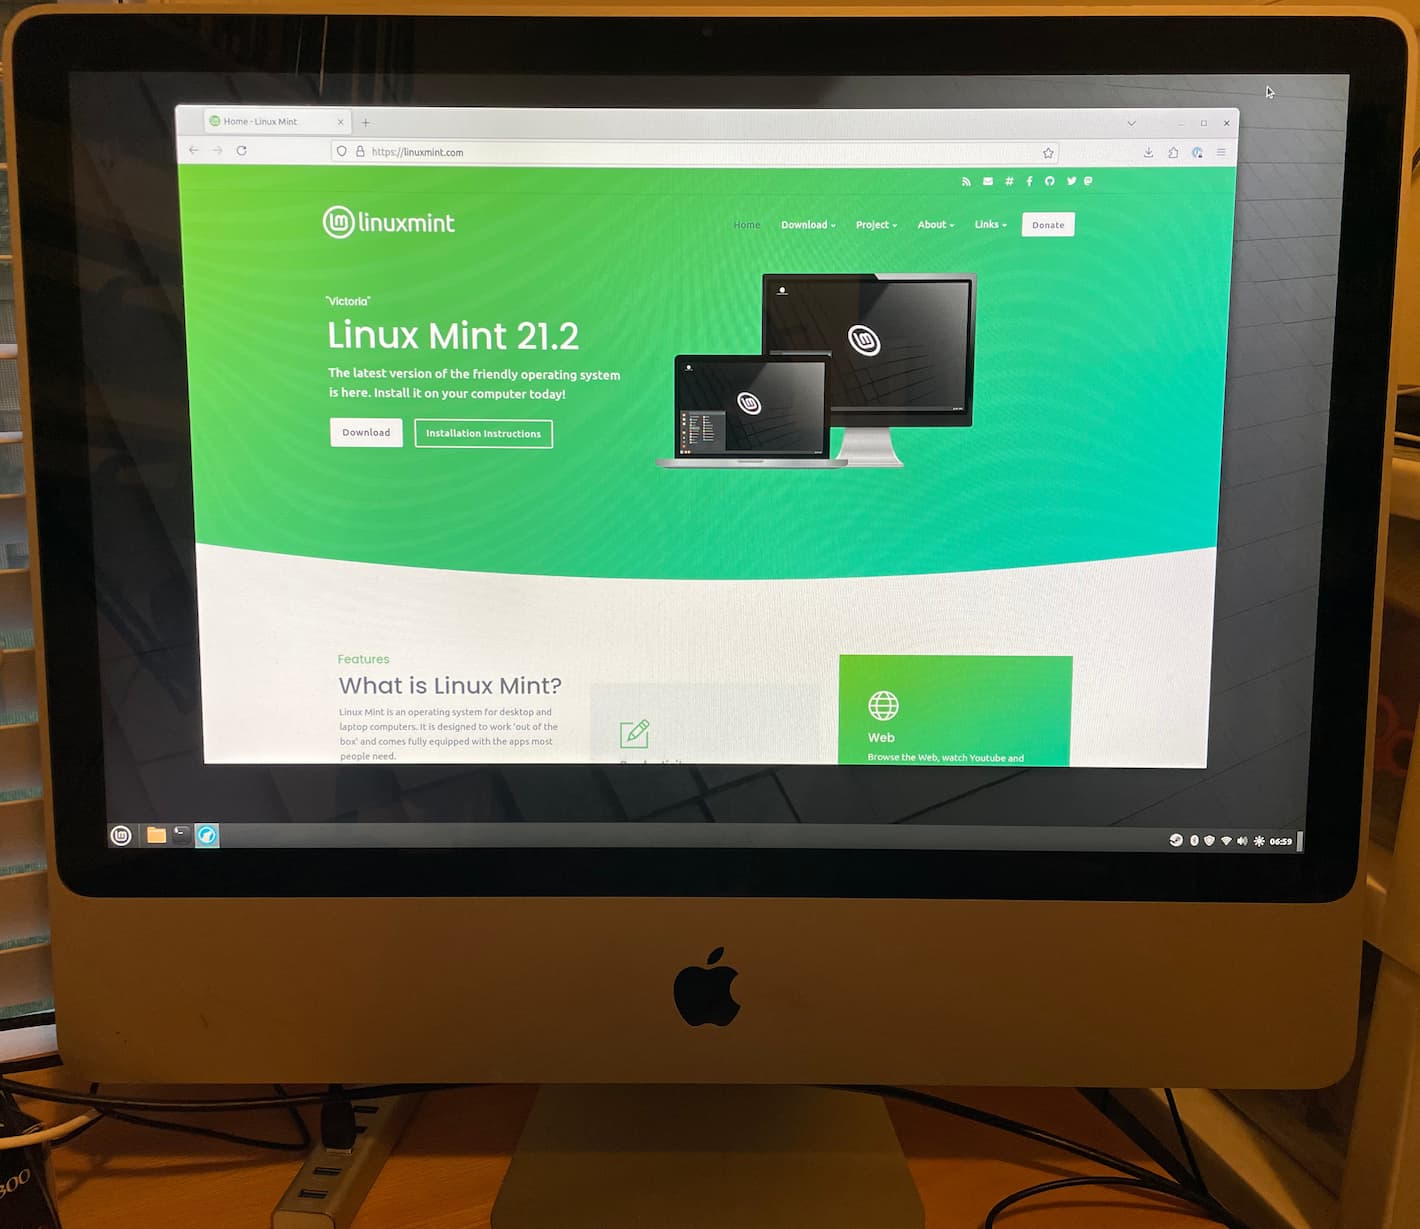 Home - Linux Mint
https://linuxmint.com
linuxmint
Home Download Project About Links Donate
"Victoria"
Linux Mint 21.2
The latest version of the friendly operating system
is here. Install it on your computer today!
Download Installation Instructions
Features
What is Linux Mint?
Linux Mint is an operating system for desktop and
laptop computers. It is designed to work 'out of the
box' and comes fully equipped with the apps most
people need.
Web
Browse the Web, watch Youtube and
06:59
300